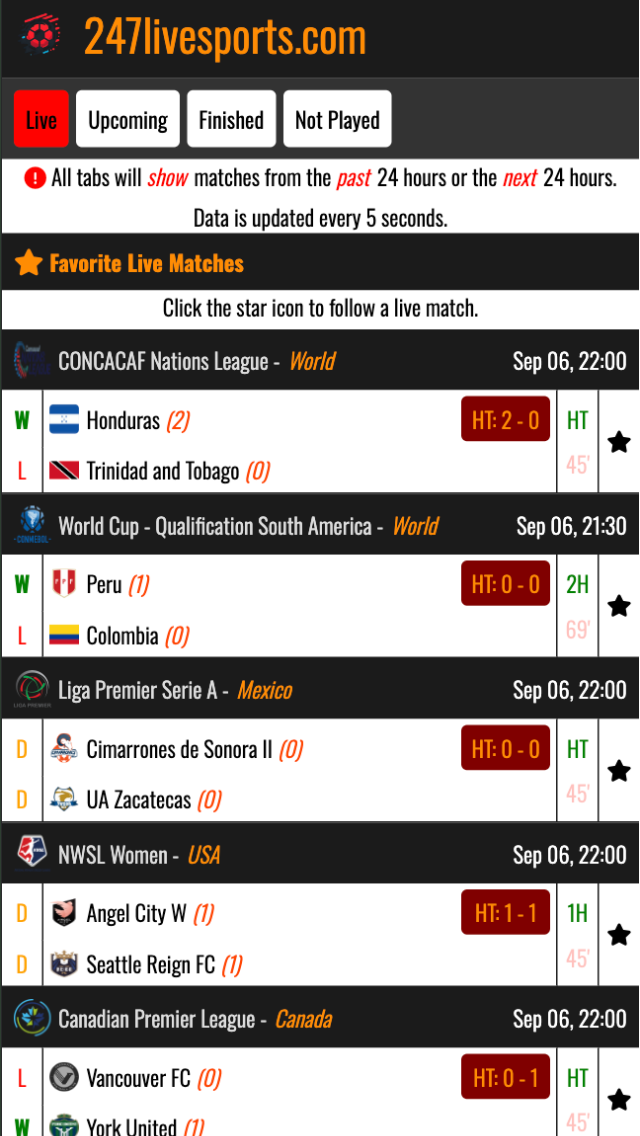 247livesports.com
Live Upcoming Finished Not Played
! All tabs will show matches from the past 24 hours or the next 24 hours.
Data is updated every 5 seconds.
Favorite Live Matches
Click the star icon to follow a live match.
CONCACAF Nations League - World Sep 06, 22:00
W Honduras (2) HT: 2 - 0 HT
L Trinidad and Tobago (0) 45'
World Cup - Qualification South America - World Sep 06, 21:30
W Peru (1) HT: 0 - 0 2H
L Colombia (0) 69'
Liga Premier Serie A - Mexico Sep 06, 22:00
D Cimarrones de Sonora II (0) HT: 0 - 0 HT
D UA Zacatecas (0) 45'
NWSL Women - USA Sep 06, 22:00
D Angel City W (1) HT: 1 - 1 1H
D Seattle Reign FC (1) 45'
Canadian Premier League - Canada Sep 06, 22:00
L Vancouver FC (0) HT: 0 - 1 HT
W York United (1) 45'